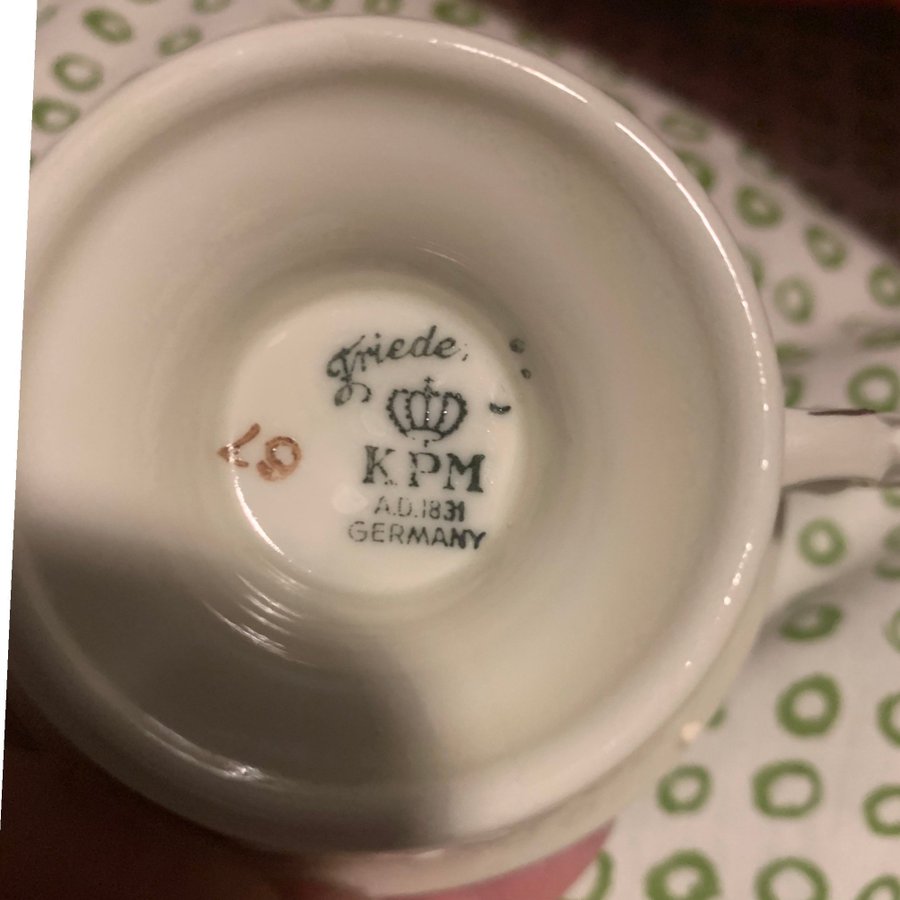 Friede
KPM
A.D.1831
GERMANY